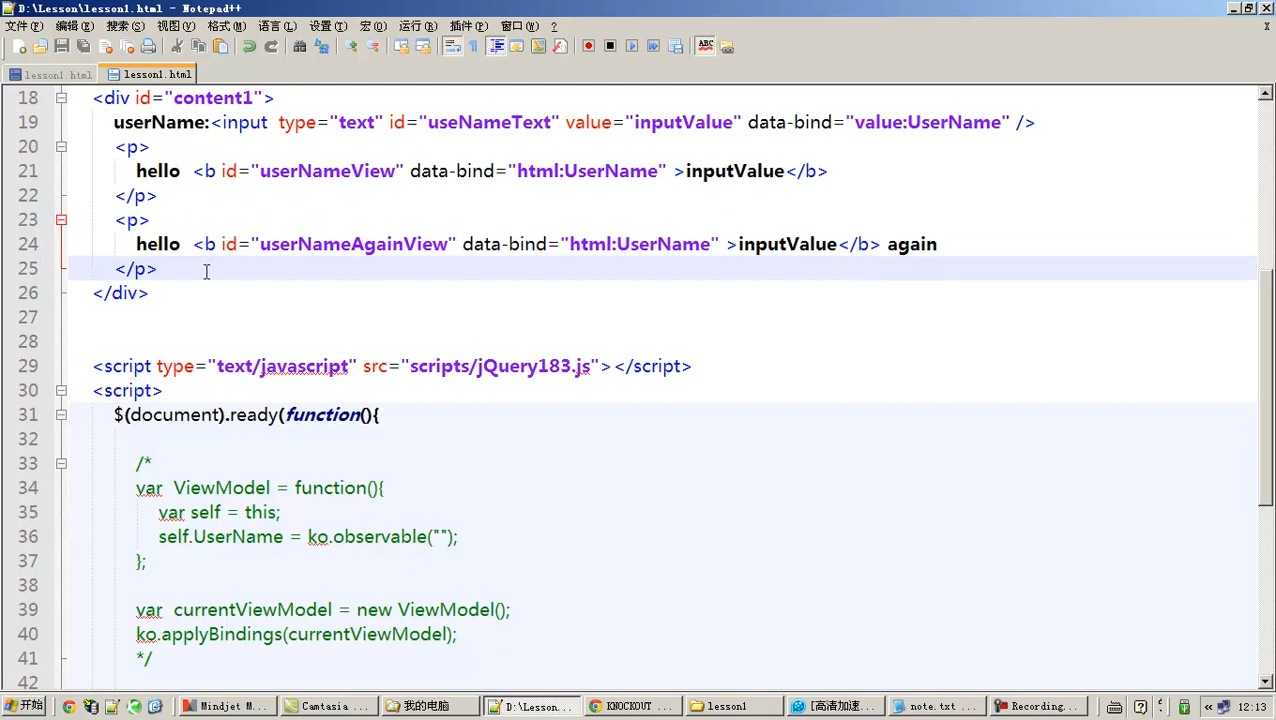 D:\Lesson\lesson1.html - Notepad++
文件(F) 编辑(E) 搜索(S) 视图(V) 格式(M) 语言(L) 设置(T) 宏(O) 运行(R) 插件(P) 窗口(W) ? X
lesson1.html lesson1.html
18 <div id="content1">
19 userName:<input type="text" id="useNameText" value="inputValue" data-bind="value:UserName" />
20 <p>
21 hello <b id="userNameView" data-bind="html:UserName" >inputValue</b>
22 </p>
23 <p>
24 hello <b id="userNameAgainView" data-bind="html:UserName" >inputValue</b> again
25 </p>
26 </div>
27
28
29 <script type="text/javascript" src="scripts/jQuery183.js"></script>
30 <script>
31 $(document).ready(function(){
32
33 /*
34 var ViewModel = function(){
35 var self = this;
36 self.UserName = ko.observable("");
37 };
38
39 var currentViewModel = new ViewModel();
40 ko.applyBindings(currentViewModel);
41 */
42
开始 Mindjet M... Camtasia ... 我的电脑 D:\Lesson... KNOCKOUT ... lesson1 [高清加速... note.txt ... Recording... 12:13